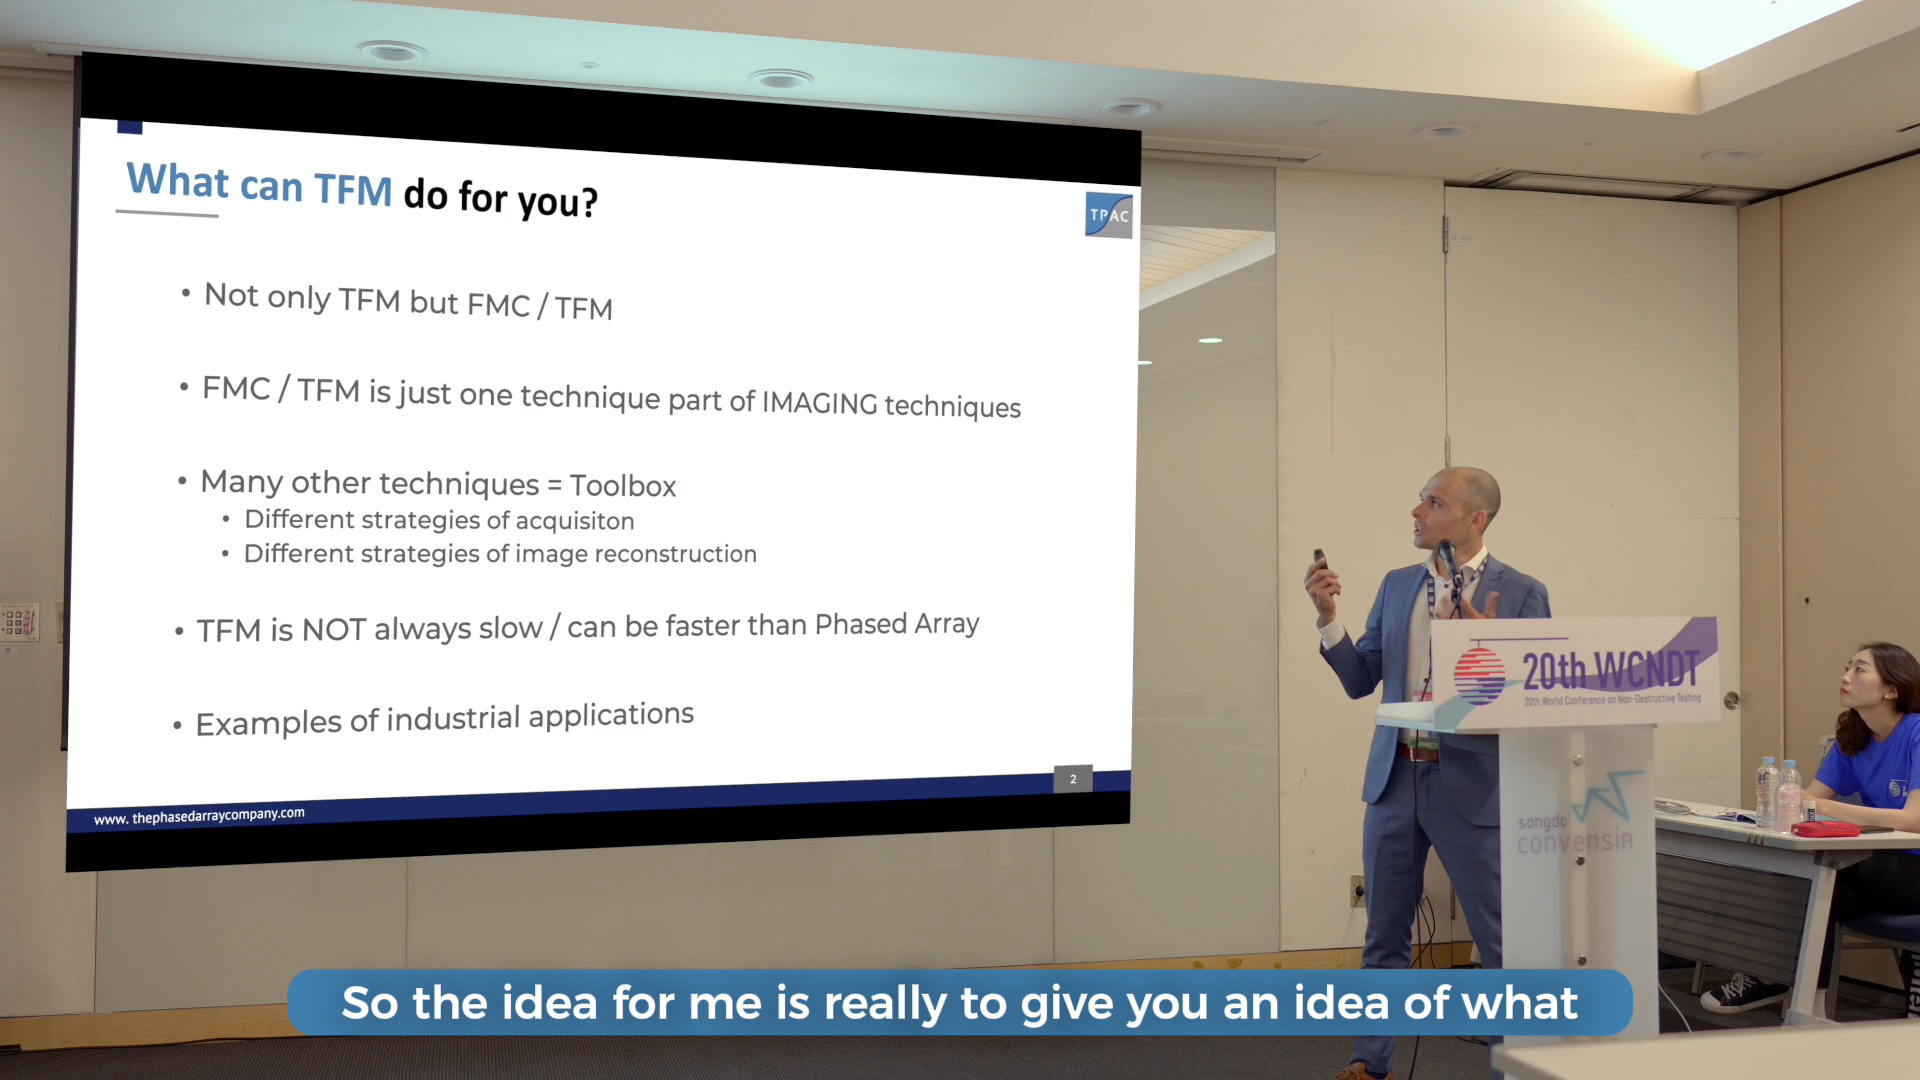 What can TFM do for you?
TPAC
• Not only TFM but FMC / TFM
• FMC / TFM is just one technique part of IMAGING techniques
• Many other techniques = Toolbox
• Different strategies of acquisiton
• Different strategies of image reconstruction
• TFM is NOT always slow / can be faster than Phased Array
• Examples of industrial applications
2
www. thephasedarraycompany.com
20th WCNDT
20th World Conference on Non-Destructive Testing
songdo
convensia
So the idea for me is really to give you an idea of what